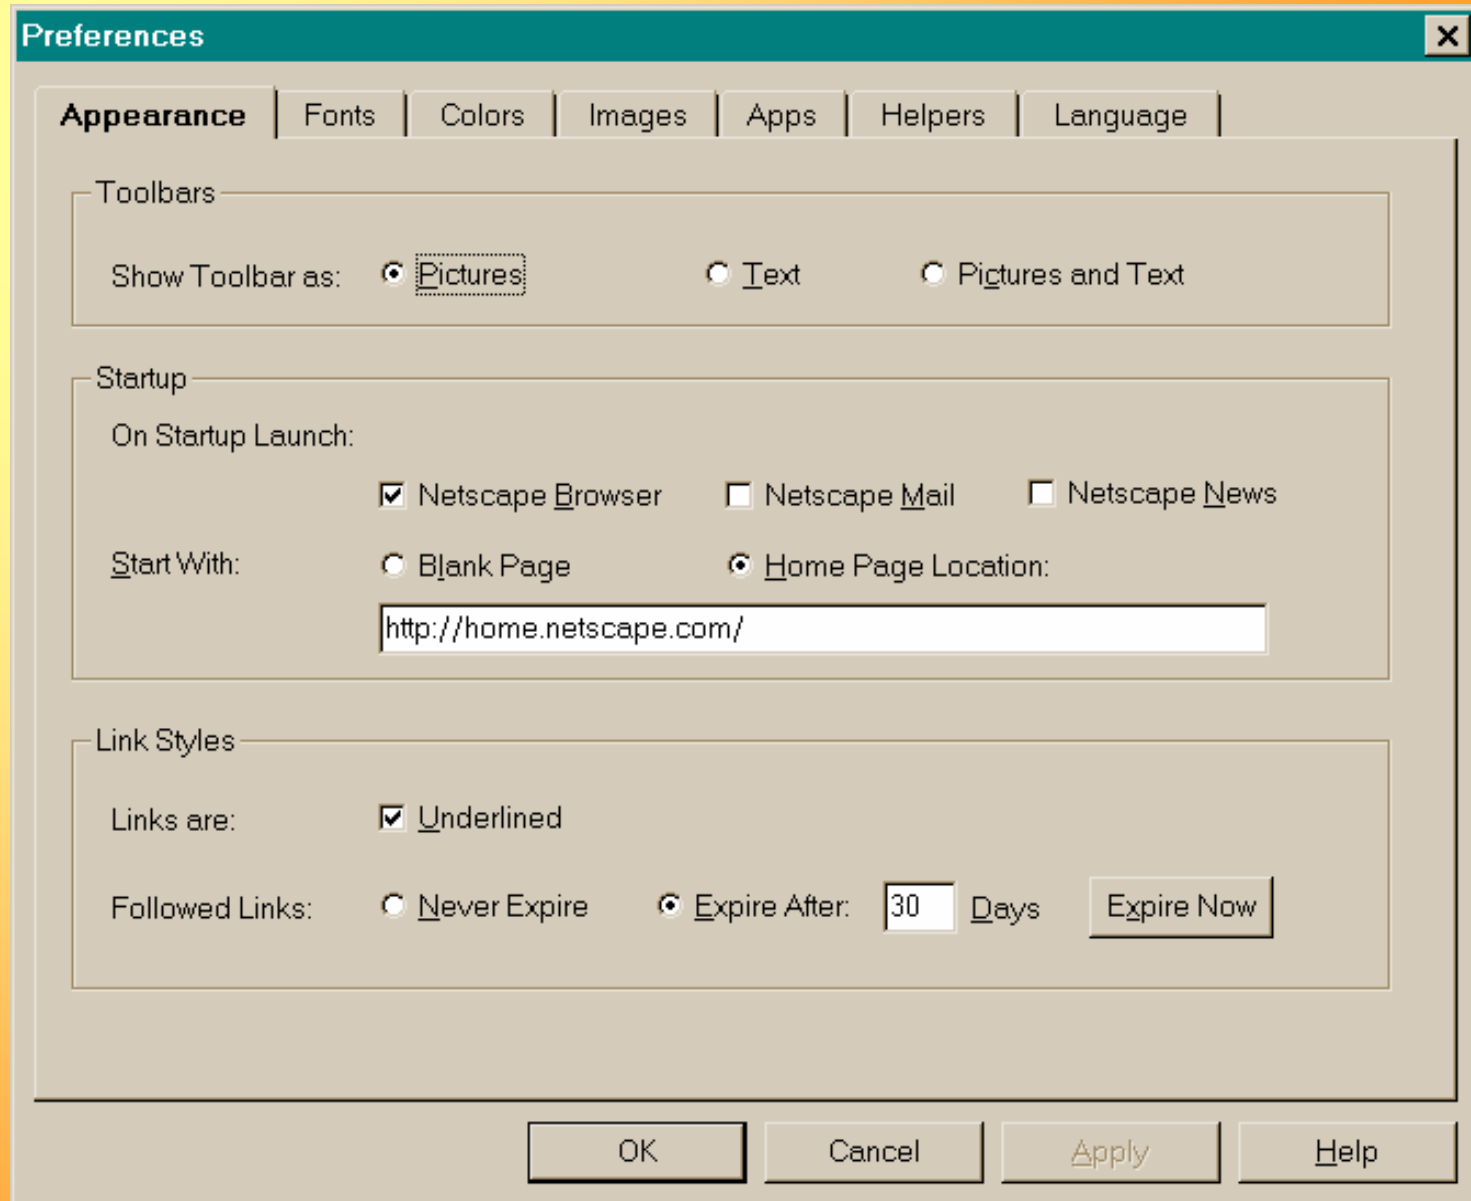 Preferences
Appearance Fonts Colors Images Apps Helpers Language
Toolbars
Show Toolbar as: Pictures Text Pictures and Text
Startup
On Startup Launch:
Netscape Browser Netscape Mail Netscape News
Start With: Blank Page Home Page Location:
http://home.netscape.com/
Link Styles
Links are: Underlined
Followed Links: Never Expire Expire After: 30 Days Expire Now
OK Cancel Apply Help